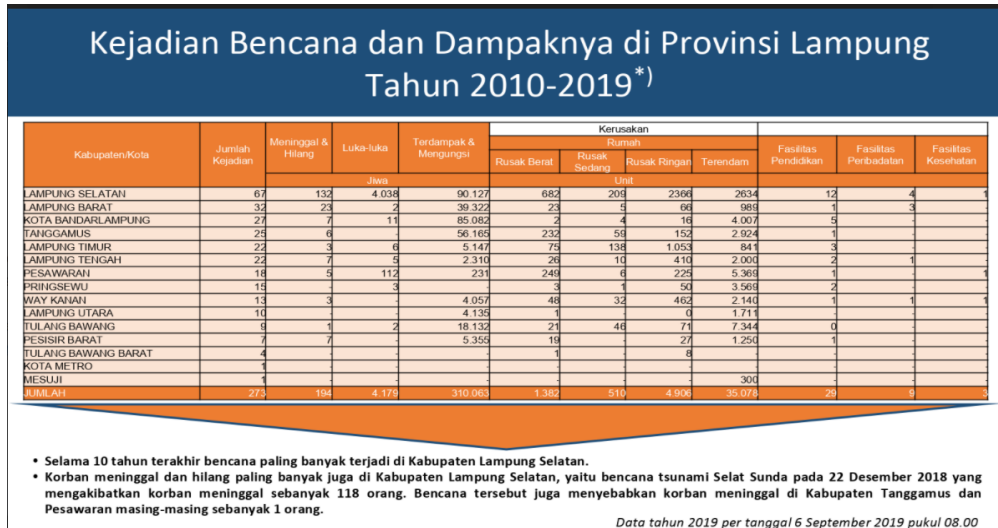 Kejadian Bencana dan Dampaknya di Provinsi Lampung
Tahun 2010-2019*)
Kabupaten/Kota Jumlah Kejadian Meninggal & Hilang Luka-luka Terdampak & Mengungsi Kerusakan
Rumah Fasilitas Pendidikan Fasilitas Peribadatan Fasilitas Kesehatan
Rusak Berat Rusak Sedang Rusak Ringan Terendam
Jiwa Unit
LAMPUNG SELATAN 67 132 4.038 90.127 682 209 2366 2634 12 4 1
LAMPUNG BARAT 32 23 2 39.322 23 5 66 989 1 3 -
KOTA BANDARLAMPUNG 27 7 11 85.082 2 4 16 4.007 5 - -
TANGGAMUS 25 6 - 56.165 232 59 152 2.924 1 - -
LAMPUNG TIMUR 22 3 6 5.147 75 138 1.053 841 3 - -
LAMPUNG TENGAH 22 7 5 2.310 26 10 410 2.000 2 1 -
PESAWARAN 18 5 112 231 249 6 225 5.369 1 - 1
PRINGSEWU 15 - 3 - 3 1 50 3.569 2 - -
WAY KANAN 13 3 - 4.057 48 32 462 2.140 1 1 1
LAMPUNG UTARA 10 - - 4.135 1 - 0 1.711 - - -
TULANG BAWANG 9 1 2 18.132 21 46 71 7.344 0 - -
PESISIR BARAT 7 7 - 5.355 19 - 27 1.250 1 - -
TULANG BAWANG BARAT 4 - - - 1 - 8 - - - -
KOTA METRO 1 - - - - - - - - - -
MESUJI 1 - - - - - - 300 - - -
JUMLAH 273 194 4.179 310.063 1.382 510 4.906 35.078 29 9 3
• Selama 10 tahun terakhir bencana paling banyak terjadi di Kabupaten Lampung Selatan.
• Korban meninggal dan hilang paling banyak juga di Kabupaten Lampung Selatan, yaitu bencana tsunami Selat Sunda pada 22 Desember 2018 yang
mengakibatkan korban meninggal sebanyak 118 orang. Bencana tersebut juga menyebabkan korban meninggal di Kabupaten Tanggamus dan
Pesawaran masing-masing sebanyak 1 orang.
Data tahun 2019 per tanggal 6 September 2019 pukul 08.00